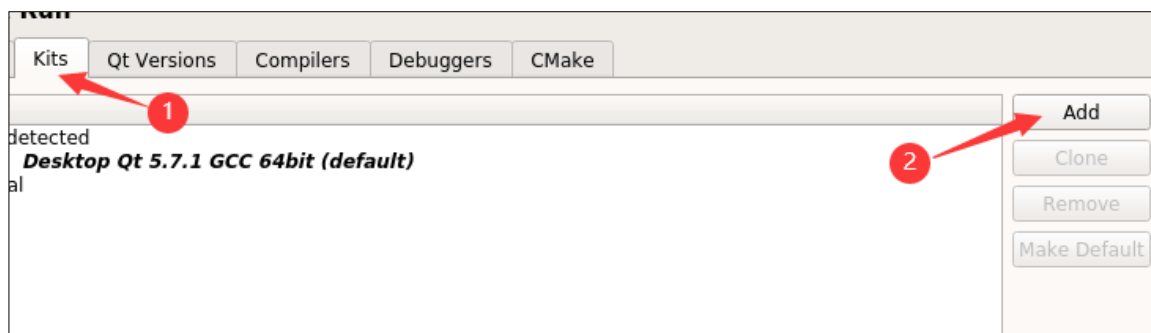 Run
Kits
Qt Versions
Compilers
Debuggers
CMake
1
Add
detected
2
Desktop Qt 5.7.1 GCC 64bit (default)
Clone
al
Remove
Make Default